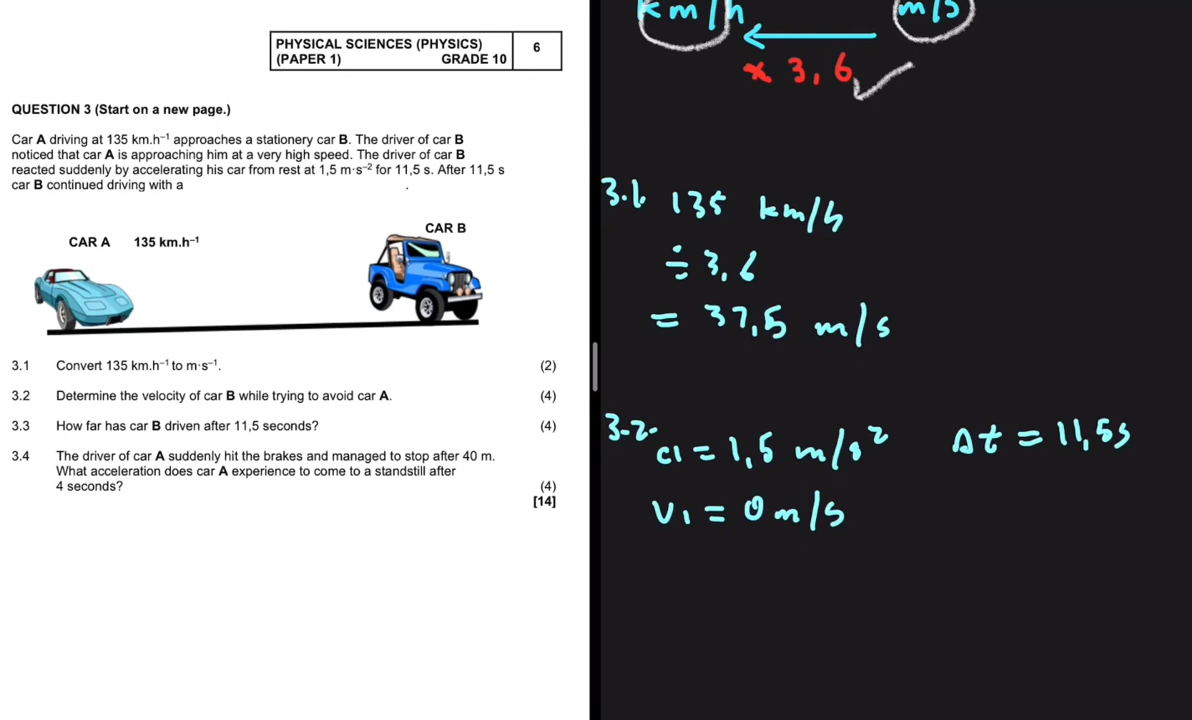 PHYSICAL SCIENCES (PHYSICS)
(PAPER 1) GRADE 10
6
QUESTION 3 (Start on a new page.)
Car A driving at 135 km.h⁻¹ approaches a stationery car B. The driver of car B
noticed that car A is approaching him at a very high speed. The driver of car B
reacted suddenly by accelerating his car from rest at 1,5 m·s⁻² for 11,5 s. After 11,5 s
car B continued driving with a
CAR A 135 km.h⁻¹
CAR B
3.1 Convert 135 km.h⁻¹ to m·s⁻¹. (2)
3.2 Determine the velocity of car B while trying to avoid car A. (4)
3.3 How far has car B driven after 11,5 seconds? (4)
3.4 The driver of car A suddenly hit the brakes and managed to stop after 40 m.
What acceleration does car A experience to come to a standstill after
4 seconds? (4)
[14]
km/h m/s
× 3,6
3.1. 135 km/h
÷ 3,6
= 37,5 m/s
3.2. a = 1,5 m/s² Δt = 11,5s
vi = 0 m/s